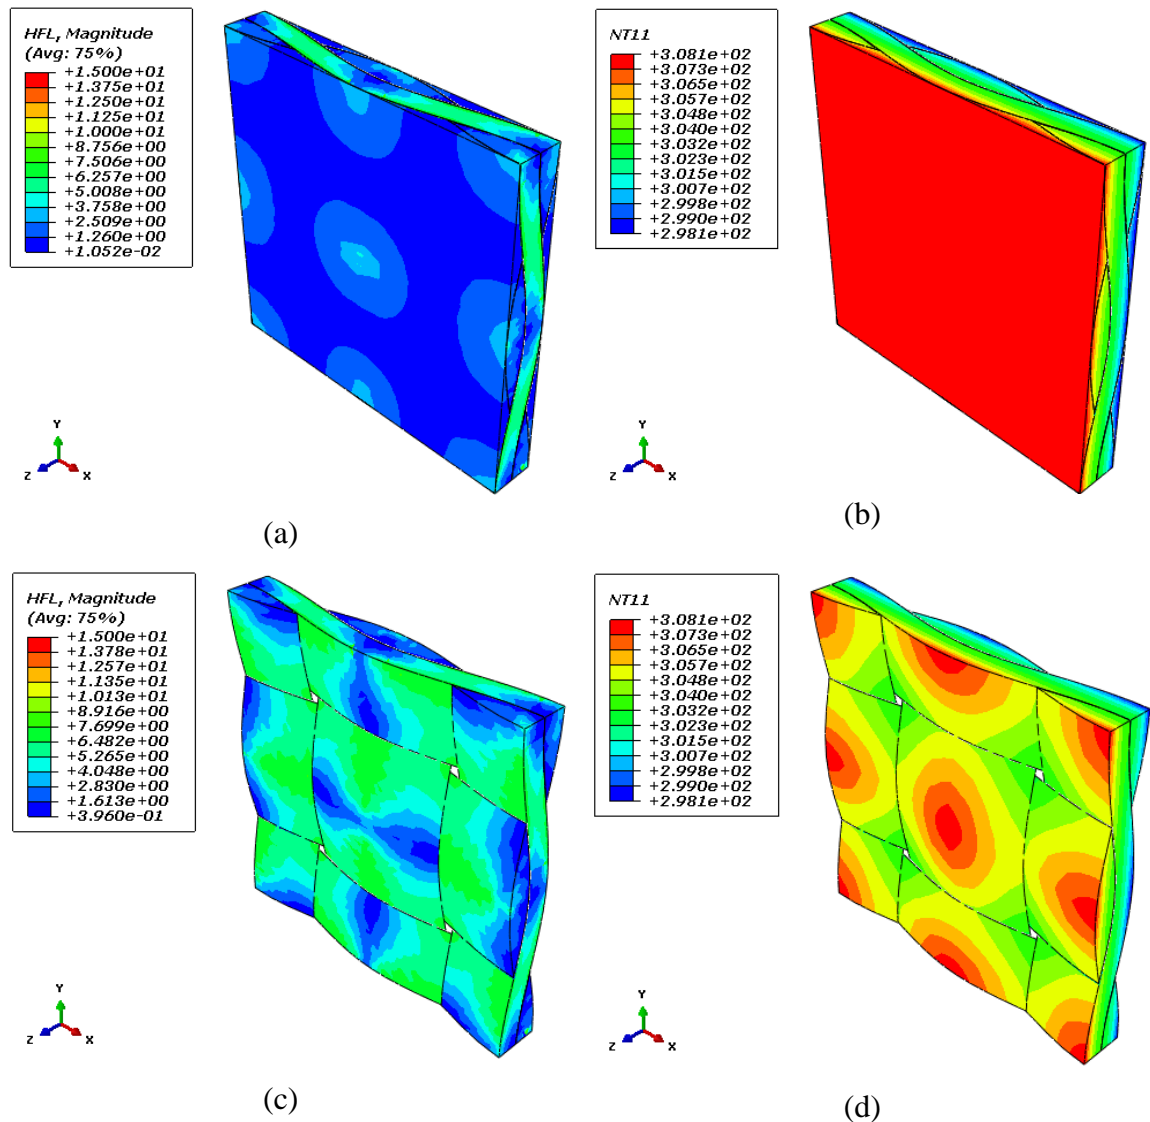 HFL, Magnitude
(Avg: 75%)
+1.500e+01
+1.375e+01
+1.250e+01
+1.125e+01
+1.000e+01
+8.756e+00
+7.506e+00
+6.257e+00
+5.008e+00
+3.758e+00
+2.509e+00
+1.260e+00
+1.052e-02
Y
Z
X
(a)
NT11
+3.081e+02
+3.073e+02
+3.065e+02
+3.057e+02
+3.048e+02
+3.040e+02
+3.032e+02
+3.023e+02
+3.015e+02
+3.007e+02
+2.998e+02
+2.990e+02
+2.981e+02
Y
Z
X
(b)
HFL, Magnitude
(Avg: 75%)
+1.500e+01
+1.378e+01
+1.257e+01
+1.135e+01
+1.013e+01
+8.916e+00
+7.699e+00
+6.482e+00
+5.265e+00
+4.048e+00
+2.830e+00
+1.613e+00
+3.960e-01
Y
Z
X
(c)
NT11
+3.081e+02
+3.073e+02
+3.065e+02
+3.057e+02
+3.048e+02
+3.040e+02
+3.032e+02
+3.023e+02
+3.015e+02
+3.007e+02
+2.998e+02
+2.990e+02
+2.981e+02
Y
Z
X
(d)